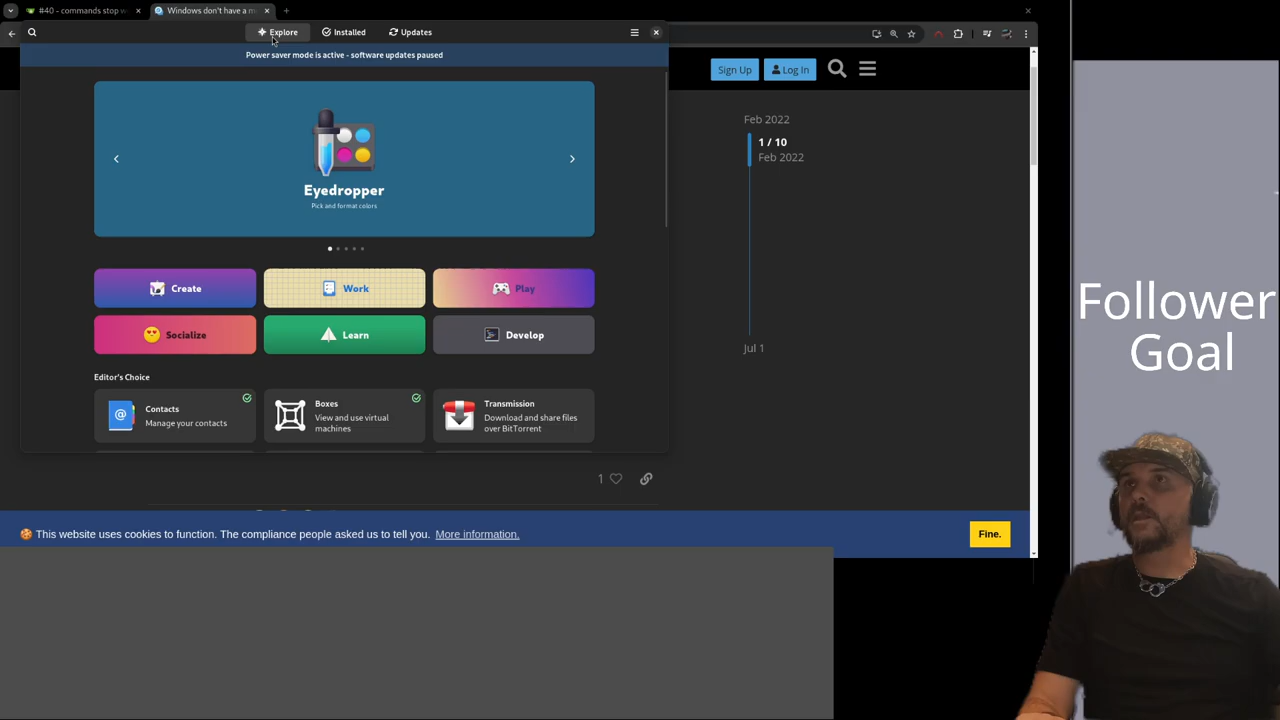 #40 - commands stop w
Windows don't have a m
Explore
Installed
Updates
Power saver mode is active - software updates paused
Sign Up
Log In
Feb 2022
1 / 10
Feb 2022
Jul 1
Eyedropper
Pick and format colors
Create
Work
Play
Socialize
Learn
Develop
Editor's Choice
Contacts
Manage your contacts
Boxes
View and use virtual
machines
Transmission
Download and share files
over BitTorrent
1
🍪 This website uses cookies to function. The compliance people asked us to tell you. More information.
Fine.
Follower
Goal